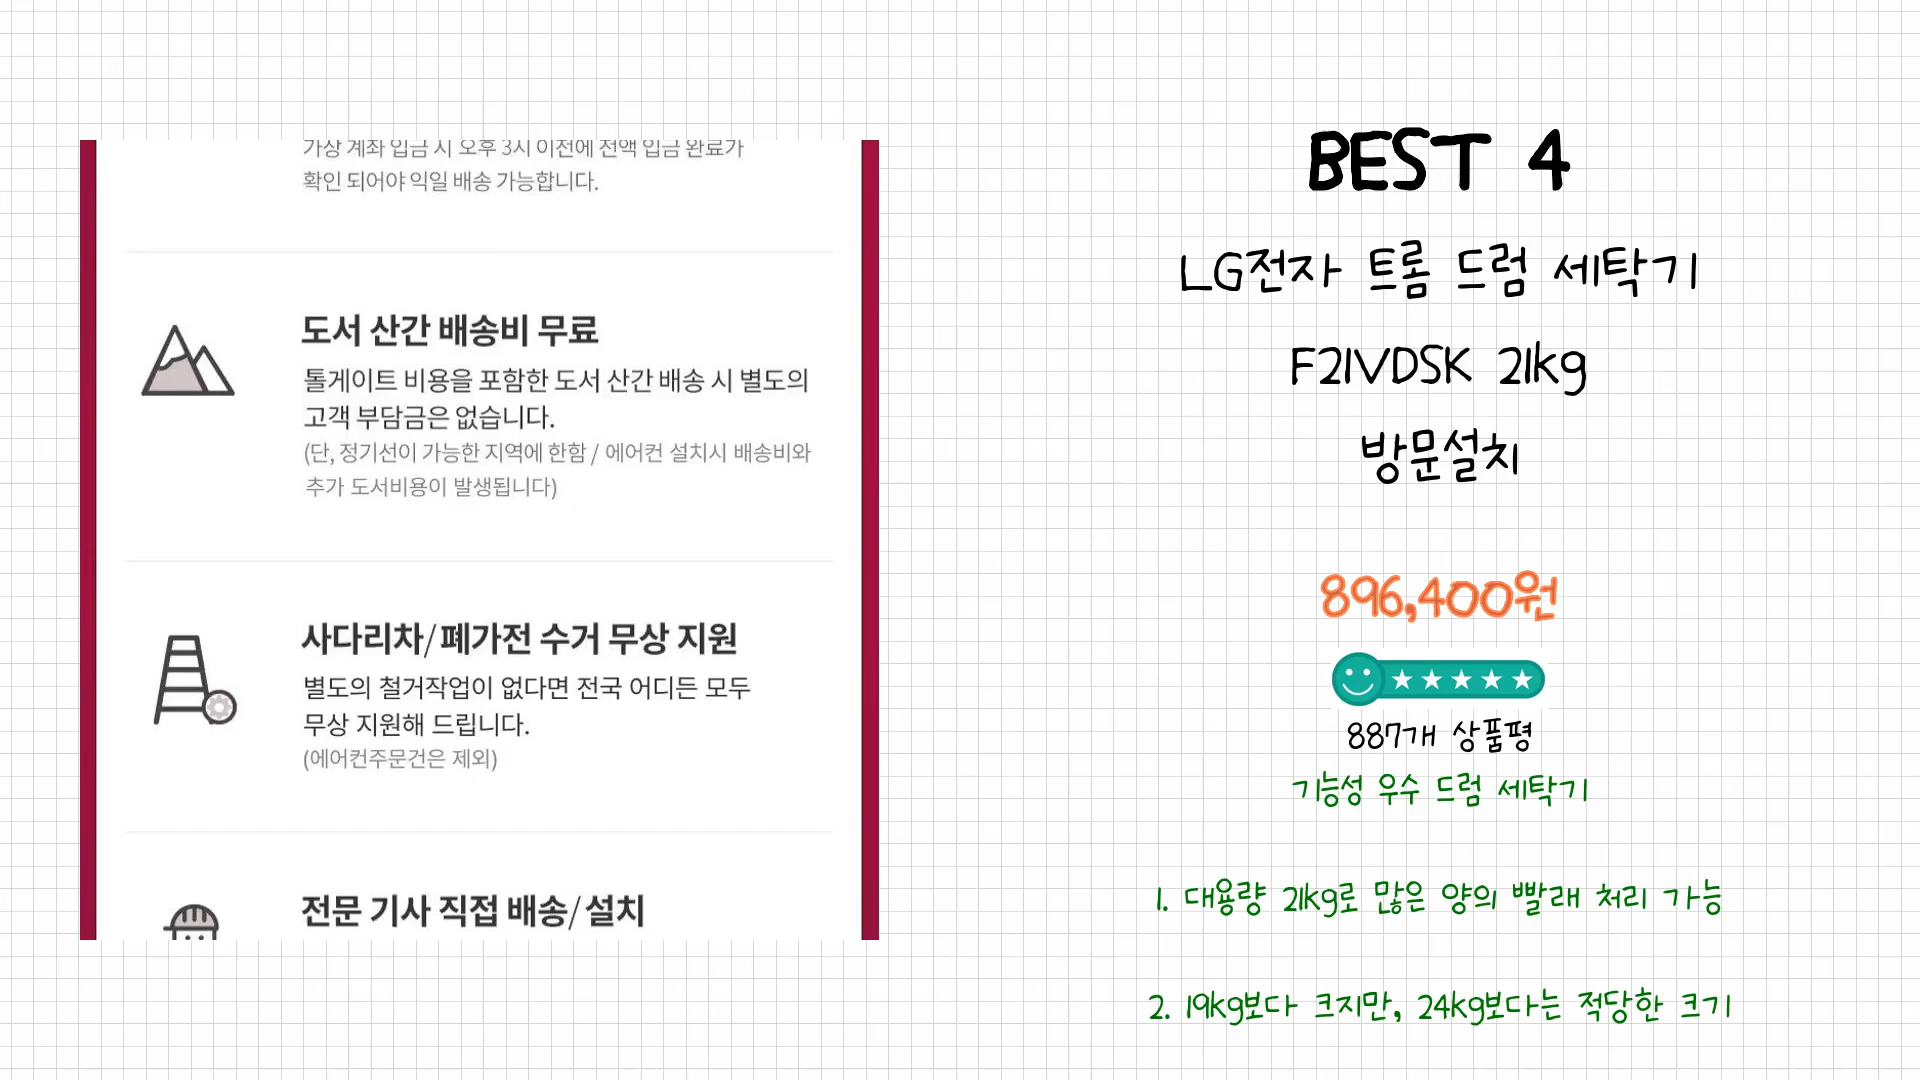 가상 계좌 입금 시 오후 3시 이전에 전액 입금 완료가
확인 되어야 익일 배송 가능합니다.
도서 산간 배송비 무료
톨게이트 비용을 포함한 도서 산간 배송 시 별도의
고객 부담금은 없습니다.
(단, 정기선이 가능한 지역에 한함 / 에어컨 설치시 배송비와
추가 도서비용이 발생됩니다)
사다리차/폐가전 수거 무상 지원
별도의 철거작업이 없다면 전국 어디든 모두
무상 지원해 드립니다.
(에어컨주문건은 제외)
전문 기사 직접 배송/설치
BEST 4
LG전자 트롬 드럼 세탁기
F21VDSK 21kg
방문설치
896,400원
887개 상품평
기능성 우수 드럼 세탁기
1. 대용량 21kg로 많은 양의 빨래 처리 가능
2. 19kg보다 크지만, 24kg보다는 적당한 크기